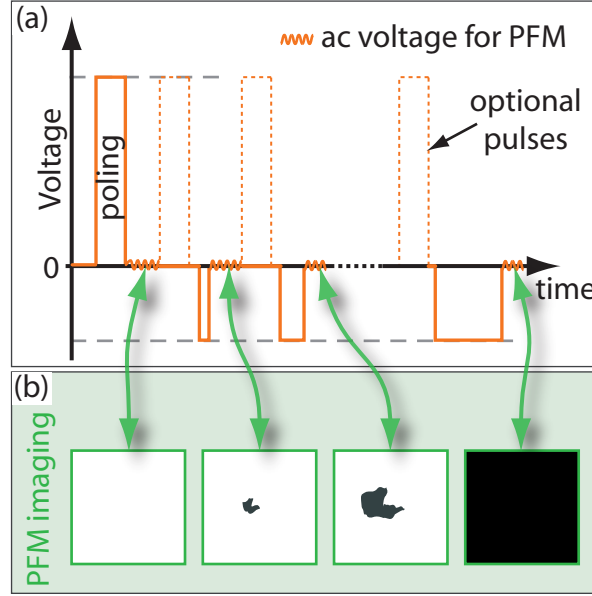 (a)
ac voltage for PFM
optional
pulses
Voltage
poling
0
time
(b)
PFM imaging